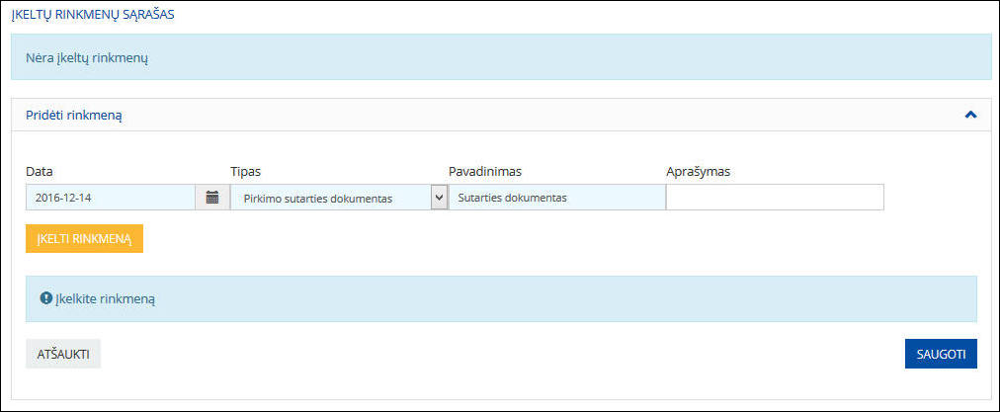 ĮKELTŲ RINKMENŲ SĄRAŠAS
Nėra įkeltų rinkmenų
Pridėti rinkmeną
Data Tipas Pavadinimas Aprašymas
2016-12-14 Pirkimo sutarties dokumentas Sutarties dokumentas
ĮKELTI RINKMENĄ
Įkelkite rinkmeną
ATŠAUKTI SAUGOTI